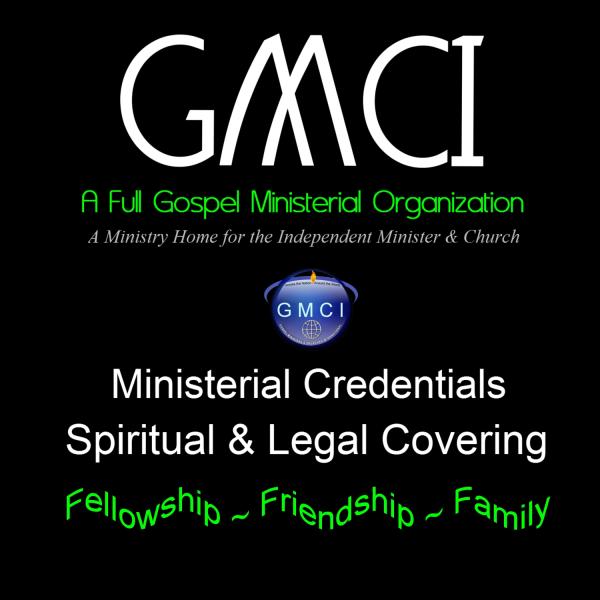 GMCI
A Full Gospel Ministerial Organization
A Ministry Home for the Independent Minister & Church
GMCI
Ministerial Credentials
Spiritual & Legal Covering
Fellowship ~ Friendship ~ Family